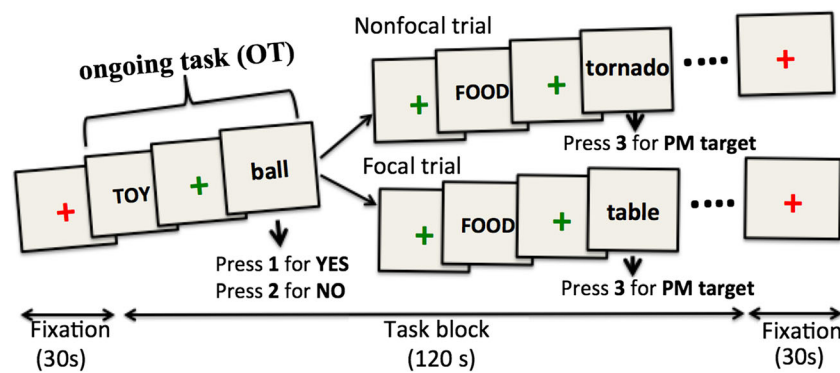 Nonfocal trial
ongoing task (OT)
FOOD
tornado
Press 3 for PM target
TOY
ball
Focal trial
FOOD
table
Press 1 for YES
Press 2 for NO
Press 3 for PM target
Fixation
(30s)
Task block
(120 s)
Fixation
(30s)